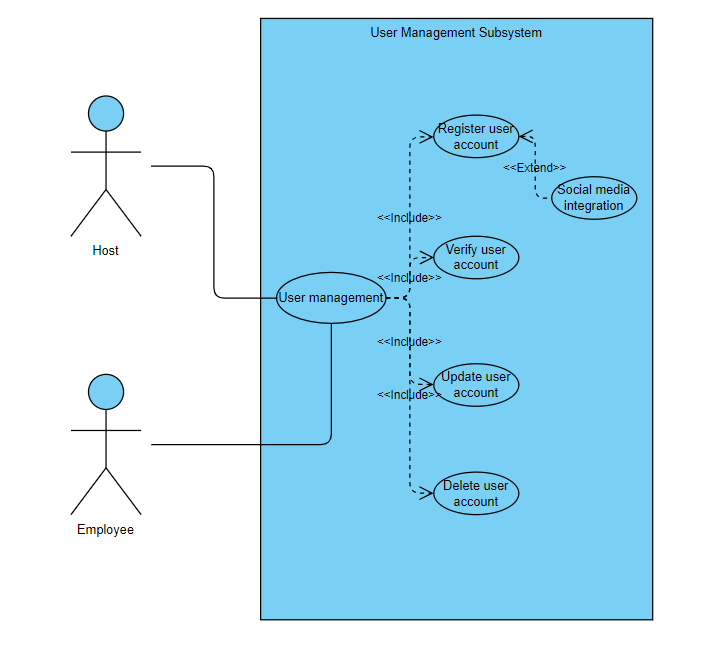 User Management Subsystem
Register user
account
<<Extend>>
Social media
integration
<<Include>>
Host
Verify user
account
<<Include>>
User management
<<Include>>
Update user
account
<<Include>>
Delete user
account
Employee